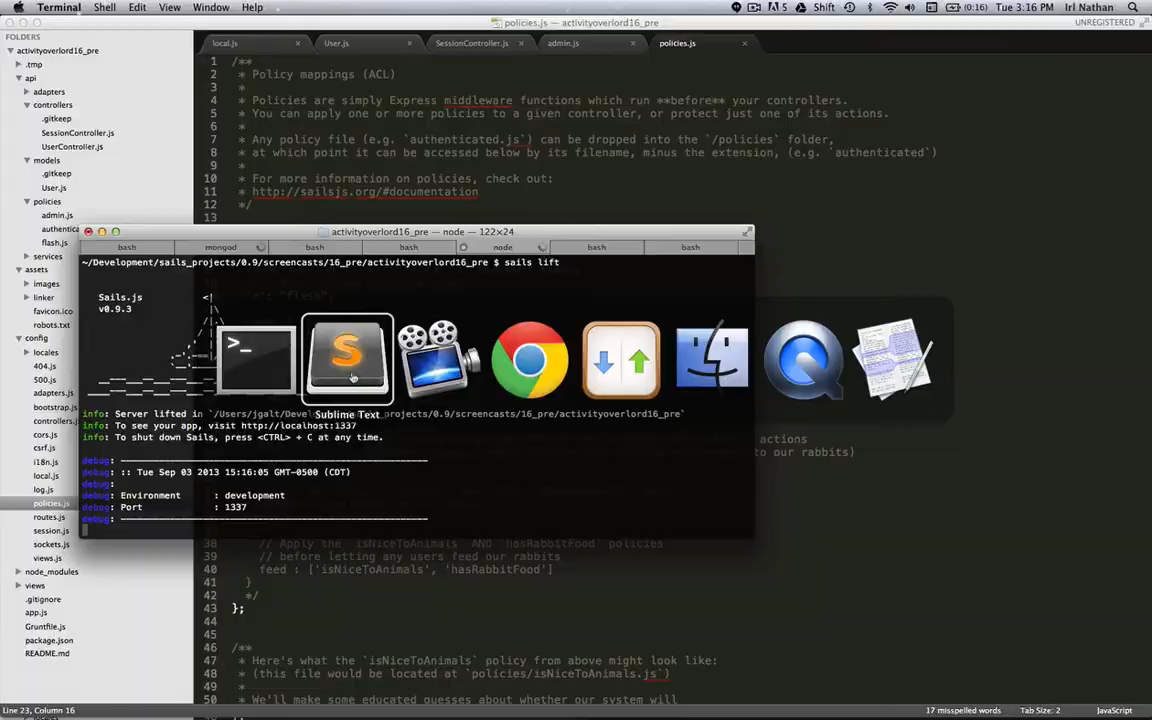 Terminal Shell Edit View Window Help
5 Shift (0:16) Tue 3:16 PM Irl Nathan
policies.js — activityoverlord16_pre
UNREGISTERED
FOLDERS
activityoverlord16_pre
.tmp
api
adapters
controllers
.gitkeep
SessionController.js
UserController.js
models
.gitkeep
User.js
policies
admin.js
authentica
flash.js
services
assets
images
linker
favicon.ico
robots.txt
config
locales
404.js
500.js
adapters.js
bootstrap.js
controllers.
cors.js
csrf.js
i18n.js
local.js
log.js
policies.js
routes.js
session.js
sockets.js
views.js
node_modules
views
.gitignore
app.js
Gruntfile.js
package.json
README.md
local.js User.js SessionController.js admin.js policies.js
1 /**
2 * Policy mappings (ACL)
3 *
4 * Policies are simply Express middleware functions which run **before** your controllers.
5 * You can apply one or more policies to a given controller, or protect just one of its actions.
6 *
7 * Any policy file (e.g. `authenticated.js`) can be dropped into the `/policies` folder,
8 * at which point it can be accessed below by its filename, minus the extension, (e.g. `authenticated`)
9 *
10 * For more information on policies, check out:
11 * http://sailsjs.org/#documentation
12 */
13
activityoverlord16_pre — node — 122×24
bash mongod bash bash node bash bash
~/Development/sails_projects/0.9/screencasts/16_pre/activityoverlord16_pre $ sails lift
Sails.js <|
v0.9.3
Sublime Text
info: Server lifted in `/Users/jgalt/Devel projects/0.9/screencasts/16_pre/activityoverlord16_pre`
info: To see your app, visit http://localhost:1337
info: To shut down Sails, press <CTRL> + C at any time.
debug: --------------------------------------------------------
debug: :: Tue Sep 03 2013 15:16:05 GMT-0500 (CDT)
debug:
debug: Environment : development
debug: Port : 1337
debug: --------------------------------------------------------
actions
to our rabbits)
38 // Apply the `isNiceToAnimals` AND `hasRabbitFood` policies
39 // before letting any users feed our rabbits
40 feed : ['isNiceToAnimals', 'hasRabbitFood']
41 }
42 */
43 };
44
45
46 /**
47 * Here's what the `isNiceToAnimals` policy from above might look like:
48 * (this file would be located at `policies/isNiceToAnimals.js`)
49 *
50 * We'll make some educated guesses about whether our system will
Line 23, Column 16
17 misspelled words Tab Size: 2 JavaScript